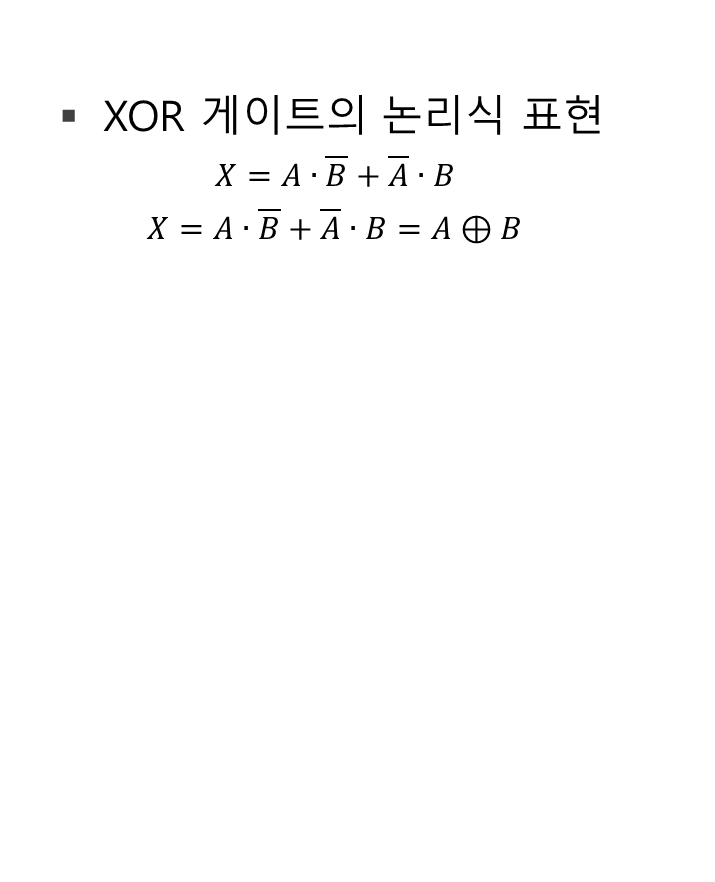 ▪ XOR 게이트의 논리식 표현
X = A · B̅ + A̅ · B
X = A · B̅ + A̅ · B = A ⊕ B